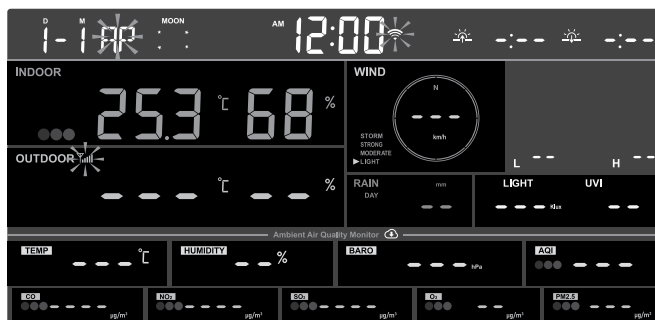 D M MOON AM
1-1 AP : : 12:00 -:-- -:--
INDOOR
25.3 °C 68 %
WIND
N
--- 
km/h
STORM
STRONG
MODERATE
▶LIGHT
L -- H --
OUTDOOR
--- °C -- %
RAIN mm
DAY --
LIGHT UVI
--- Klux --
Ambient Air Quality Monitor
TEMP HUMIDITY BARO AQI
--- °C -- % --- hPa ---
CO NO₂ SO₂ O₃ PM2.5
---- ---- ---- -- ----
µg/m³ µg/m³ µg/m³ µg/m³ µg/m³